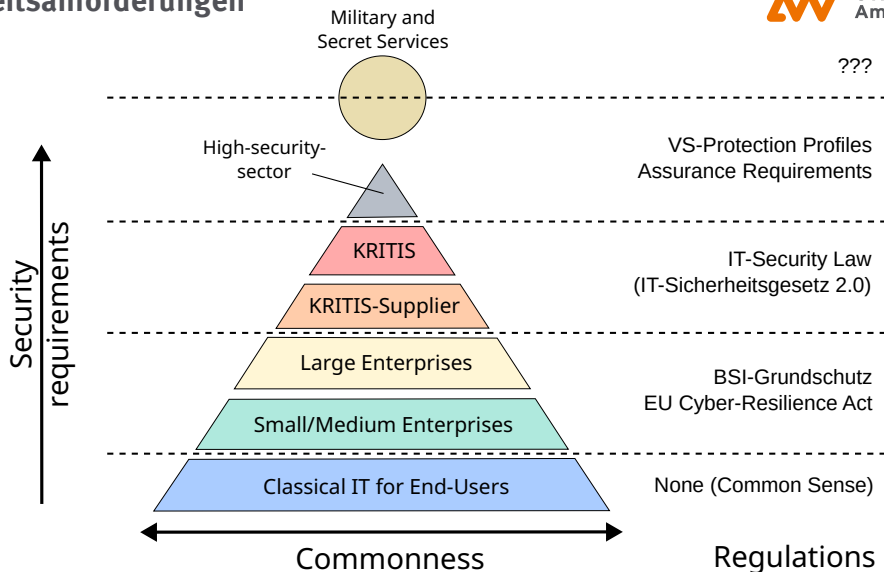 Military and
Secret Services
???
High-security-
sector
VS-Protection Profiles
Assurance Requirements
Security
requirements
KRITIS
IT-Security Law
(IT-Sicherheitsgesetz 2.0)
KRITIS-Supplier
Large Enterprises
BSI-Grundschutz
EU Cyber-Resilience Act
Small/Medium Enterprises
Classical IT for End-Users
None (Common Sense)
Commonness
Regulations